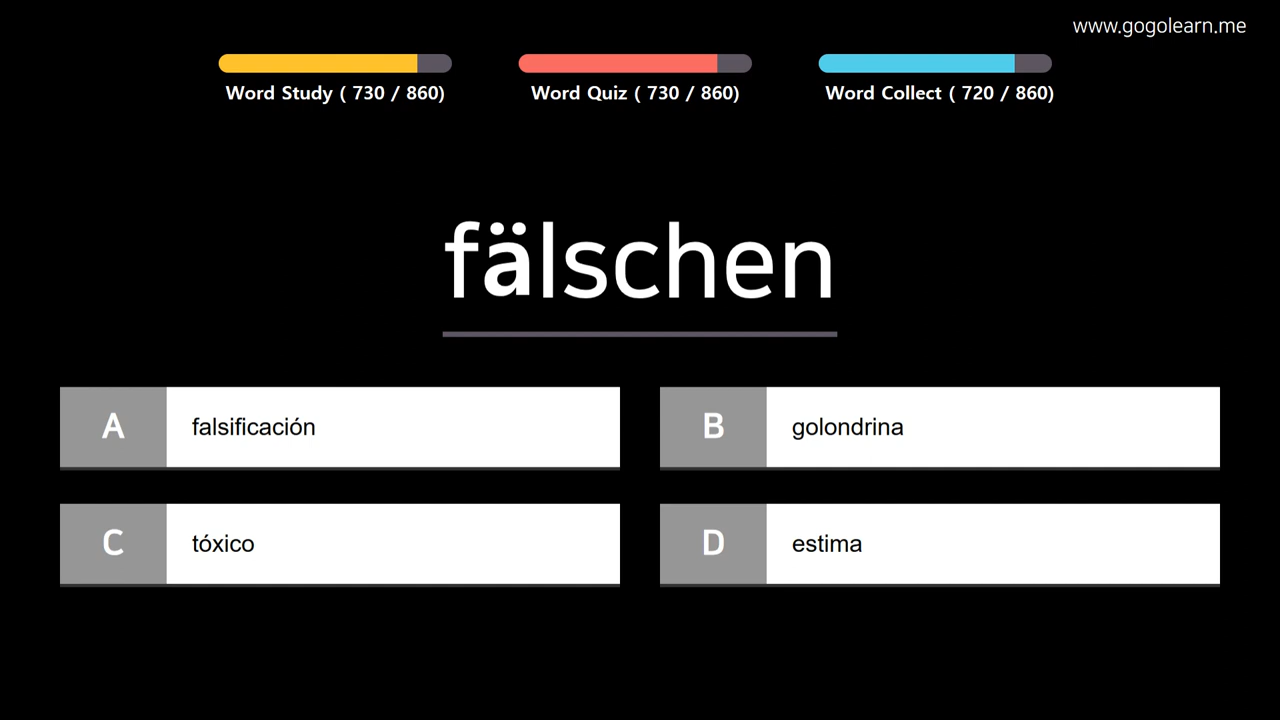 www.gogolearn.me
Word Study ( 730 / 860)
Word Quiz ( 730 / 860)
Word Collect ( 720 / 860)
fälschen
A falsificación
B golondrina
C tóxico
D estima